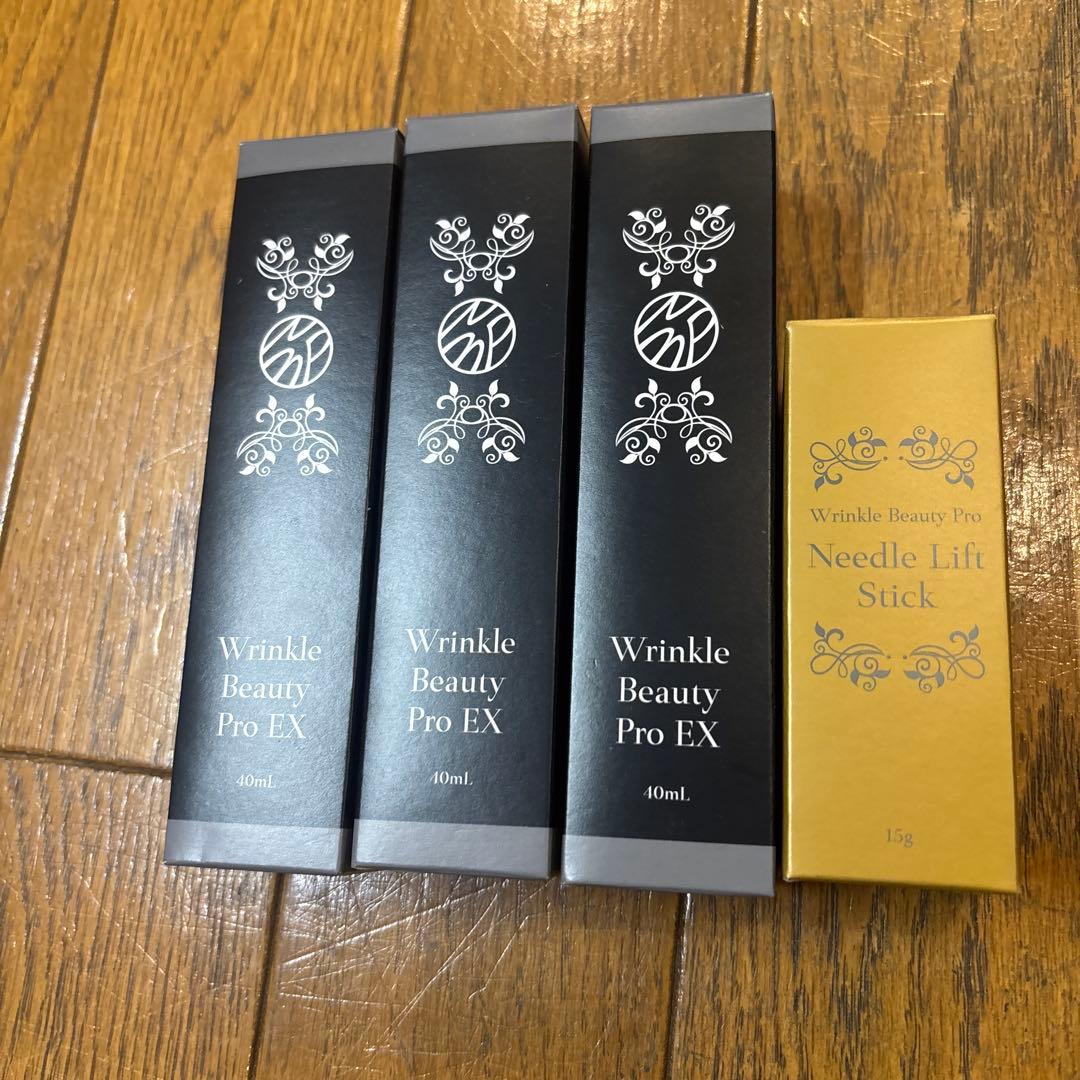 Wrinkle
Beauty
Pro EX
40mL
Wrinkle
Beauty
Pro EX
40mL
Wrinkle
Beauty
Pro EX
40mL
Wrinkle Beauty Pro
Needle Lift
Stick
15g